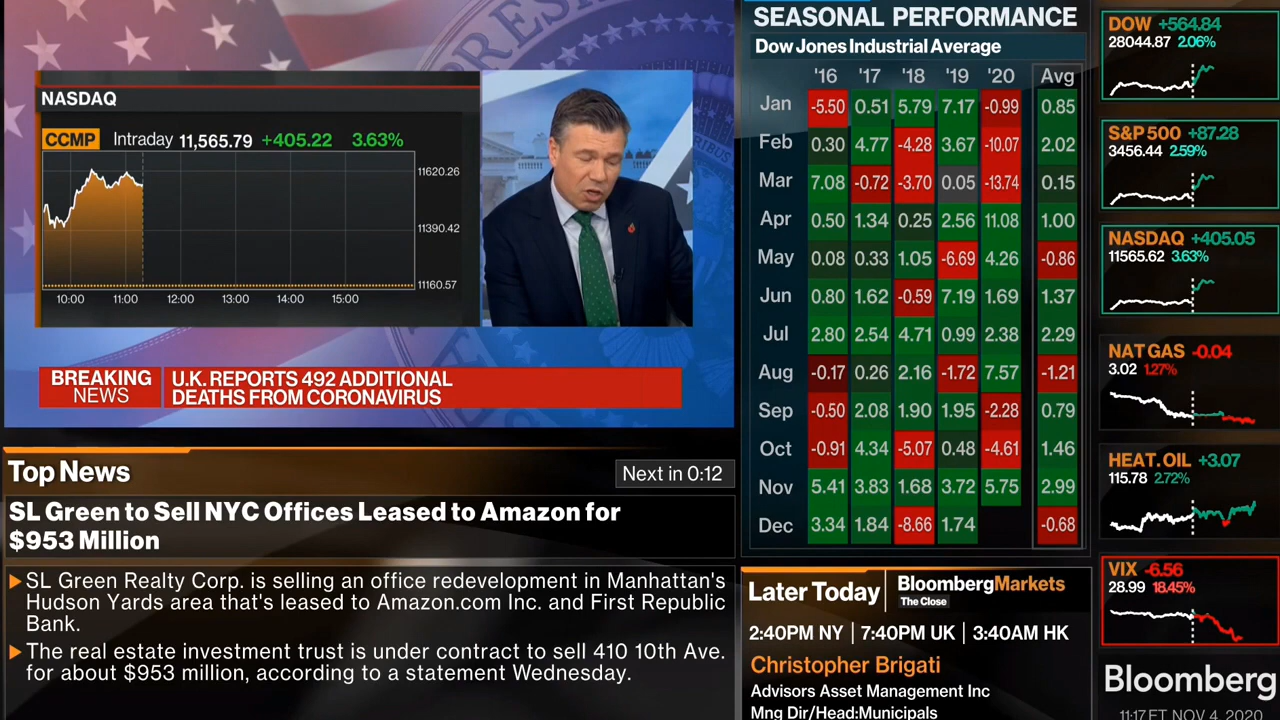 NASDAQ
CCMP Intraday 11,565.79 +405.22 3.63%
11620.26
11390.42
11160.57
10:00 11:00 12:00 13:00 14:00 15:00
BREAKING NEWS
U.K. REPORTS 492 ADDITIONAL
DEATHS FROM CORONAVIRUS
Top News
Next in 0:12
SL Green to Sell NYC Offices Leased to Amazon for
$953 Million
SL Green Realty Corp. is selling an office redevelopment in Manhattan's
Hudson Yards area that's leased to Amazon.com Inc. and First Republic
Bank.
The real estate investment trust is under contract to sell 410 10th Ave.
for about $953 million, according to a statement Wednesday.
SEASONAL PERFORMANCE
Dow Jones Industrial Average
'16 '17 '18 '19 '20 Avg
Jan -5.50 0.51 5.79 7.17 -0.99 0.85
Feb 0.30 4.77 -4.28 3.67 -10.07 2.02
Mar 7.08 -0.72 -3.70 0.05 -13.74 0.15
Apr 0.50 1.34 0.25 2.56 11.08 1.00
May 0.08 0.33 1.05 -6.69 4.26 -0.86
Jun 0.80 1.62 -0.59 7.19 1.69 1.37
Jul 2.80 2.54 4.71 0.99 2.38 2.29
Aug -0.17 0.26 2.16 -1.72 7.57 -1.21
Sep -0.50 2.08 1.90 1.95 -2.28 0.79
Oct -0.91 4.34 -5.07 0.48 -4.61 1.46
Nov 5.41 3.83 1.68 3.72 5.75 2.99
Dec 3.34 1.84 -8.66 1.74 -0.68
Later Today
BloombergMarkets
The Close
2:40PM NY | 7:40PM UK | 3:40AM HK
Christopher Brigati
Advisors Asset Management Inc
Mng Dir/Head:Municipals
DOW +564.84
28044.87 2.06%
S&P 500 +87.28
3456.44 2.59%
NASDAQ +405.05
11565.62 3.63%
NAT GAS -0.04
3.02 1.27%
HEAT. OIL +3.07
115.78 2.72%
VIX -6.56
28.99 18.45%
Bloomberg
11:17 ET NOV 4, 2020